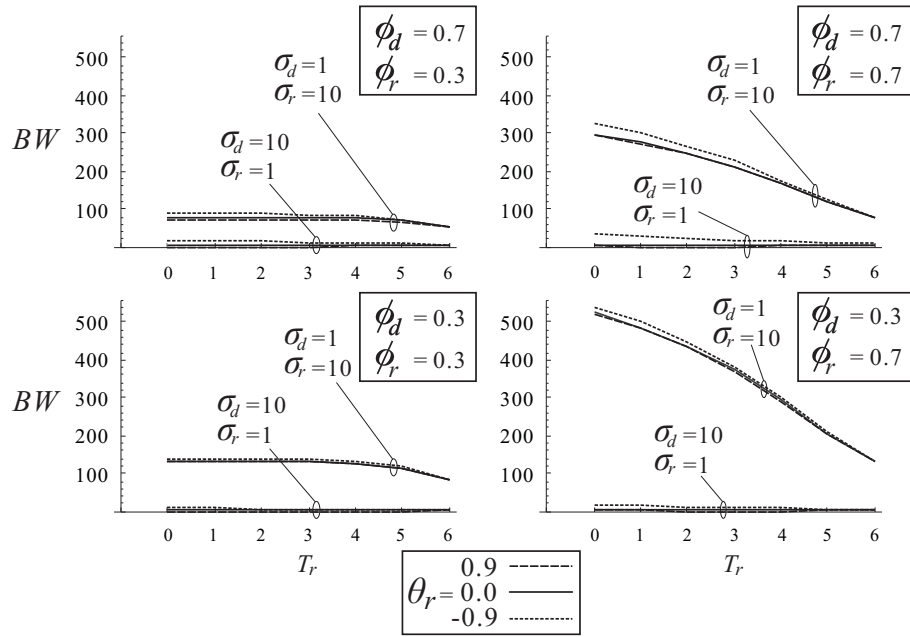 ϕd = 0.7
ϕr = 0.3
500
400
300
200
100
BW
σd=1
σr=10
σd=10
σr=1
0 1 2 3 4 5 6
ϕd = 0.7
ϕr = 0.7
500
400
300
200
100
σd=1
σr=10
σd=10
σr=1
0 1 2 3 4 5 6
ϕd = 0.3
ϕr = 0.3
500
400
300
200
100
BW
σd=1
σr=10
σd=10
σr=1
0 1 2 3 4 5 6
Tr
ϕd = 0.3
ϕr = 0.7
500
400
300
200
100
σd=1
σr=10
σd=10
σr=1
0 1 2 3 4 5 6
Tr
0.9
θr= 0.0
-0.9